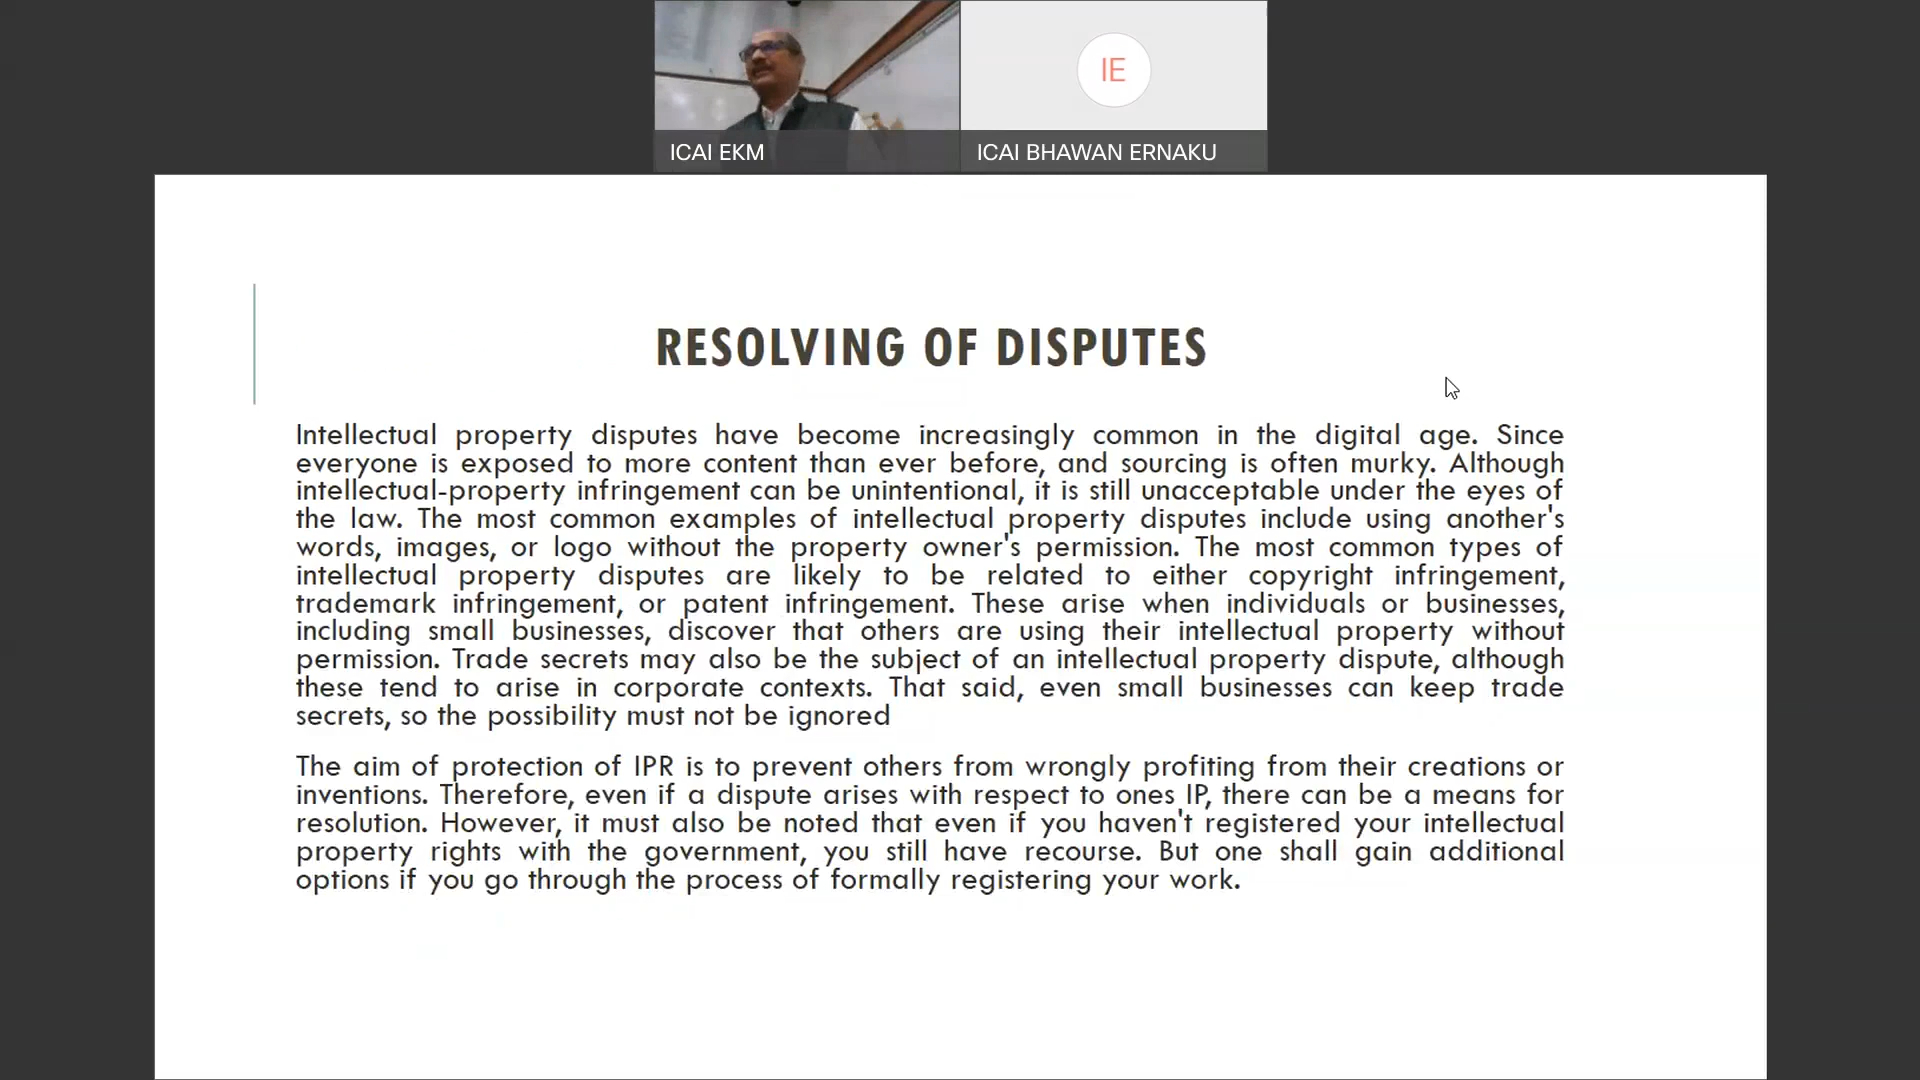 IE
ICAI EKM
ICAI BHAWAN ERNAKU
RESOLVING OF DISPUTES
Intellectual property disputes have become increasingly common in the digital age. Since
everyone is exposed to more content than ever before, and sourcing is often murky. Although
intellectual-property infringement can be unintentional, it is still unacceptable under the eyes of
the law. The most common examples of intellectual property disputes include using another's
words, images, or logo without the property owner's permission. The most common types of
intellectual property disputes are likely to be related to either copyright infringement,
trademark infringement, or patent infringement. These arise when individuals or businesses,
including small businesses, discover that others are using their intellectual property without
permission. Trade secrets may also be the subject of an intellectual property dispute, although
these tend to arise in corporate contexts. That said, even small businesses can keep trade
secrets, so the possibility must not be ignored
The aim of protection of IPR is to prevent others from wrongly profiting from their creations or
inventions. Therefore, even if a dispute arises with respect to ones IP, there can be a means for
resolution. However, it must also be noted that even if you haven't registered your intellectual
property rights with the government, you still have recourse. But one shall gain additional
options if you go through the process of formally registering your work.